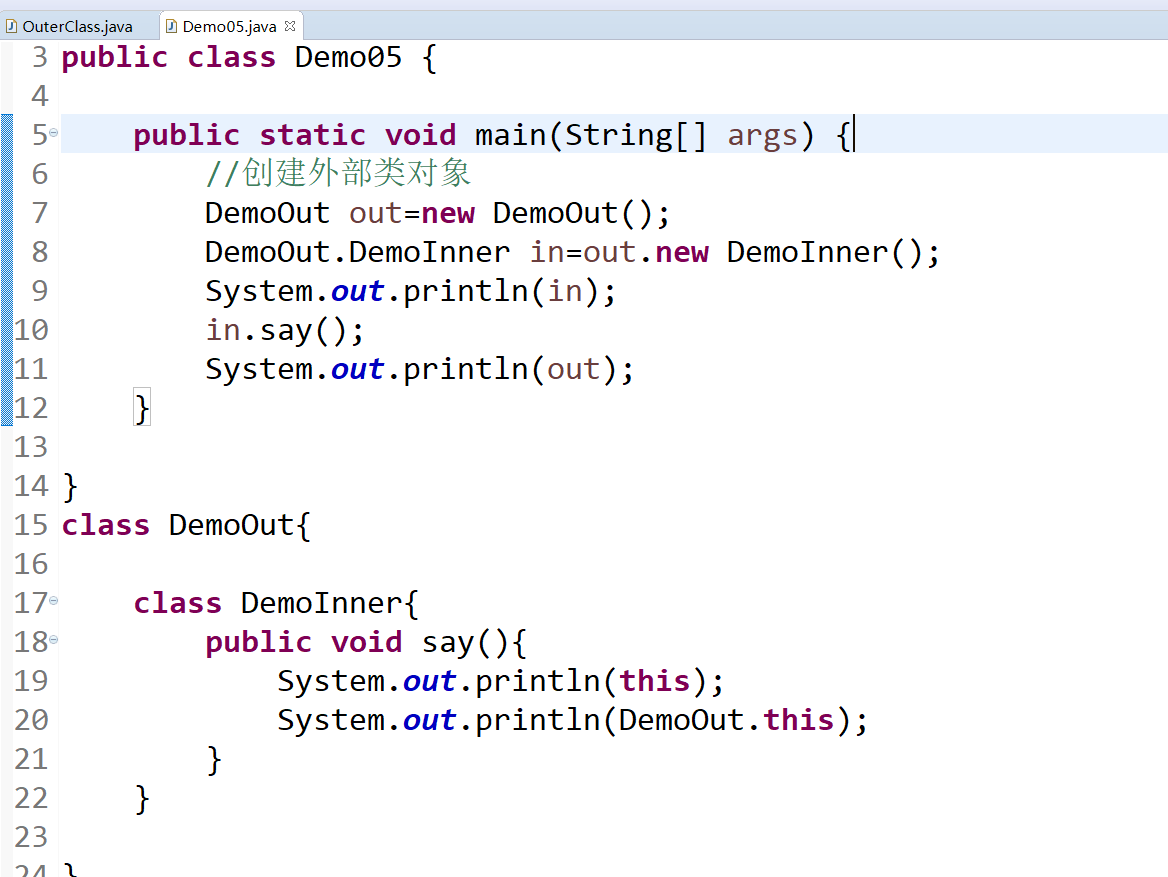 OuterClass.java Demo05.java
3 public class Demo05 {
4
5 public static void main(String[] args) {
6 //创建外部类对象
7 DemoOut out=new DemoOut();
8 DemoOut.DemoInner in=out.new DemoInner();
9 System.out.println(in);
10 in.say();
11 System.out.println(out);
12 }
13
14 }
15 class DemoOut{
16
17 class DemoInner{
18 public void say(){
19 System.out.println(this);
20 System.out.println(DemoOut.this);
21 }
22 }
23
24 }